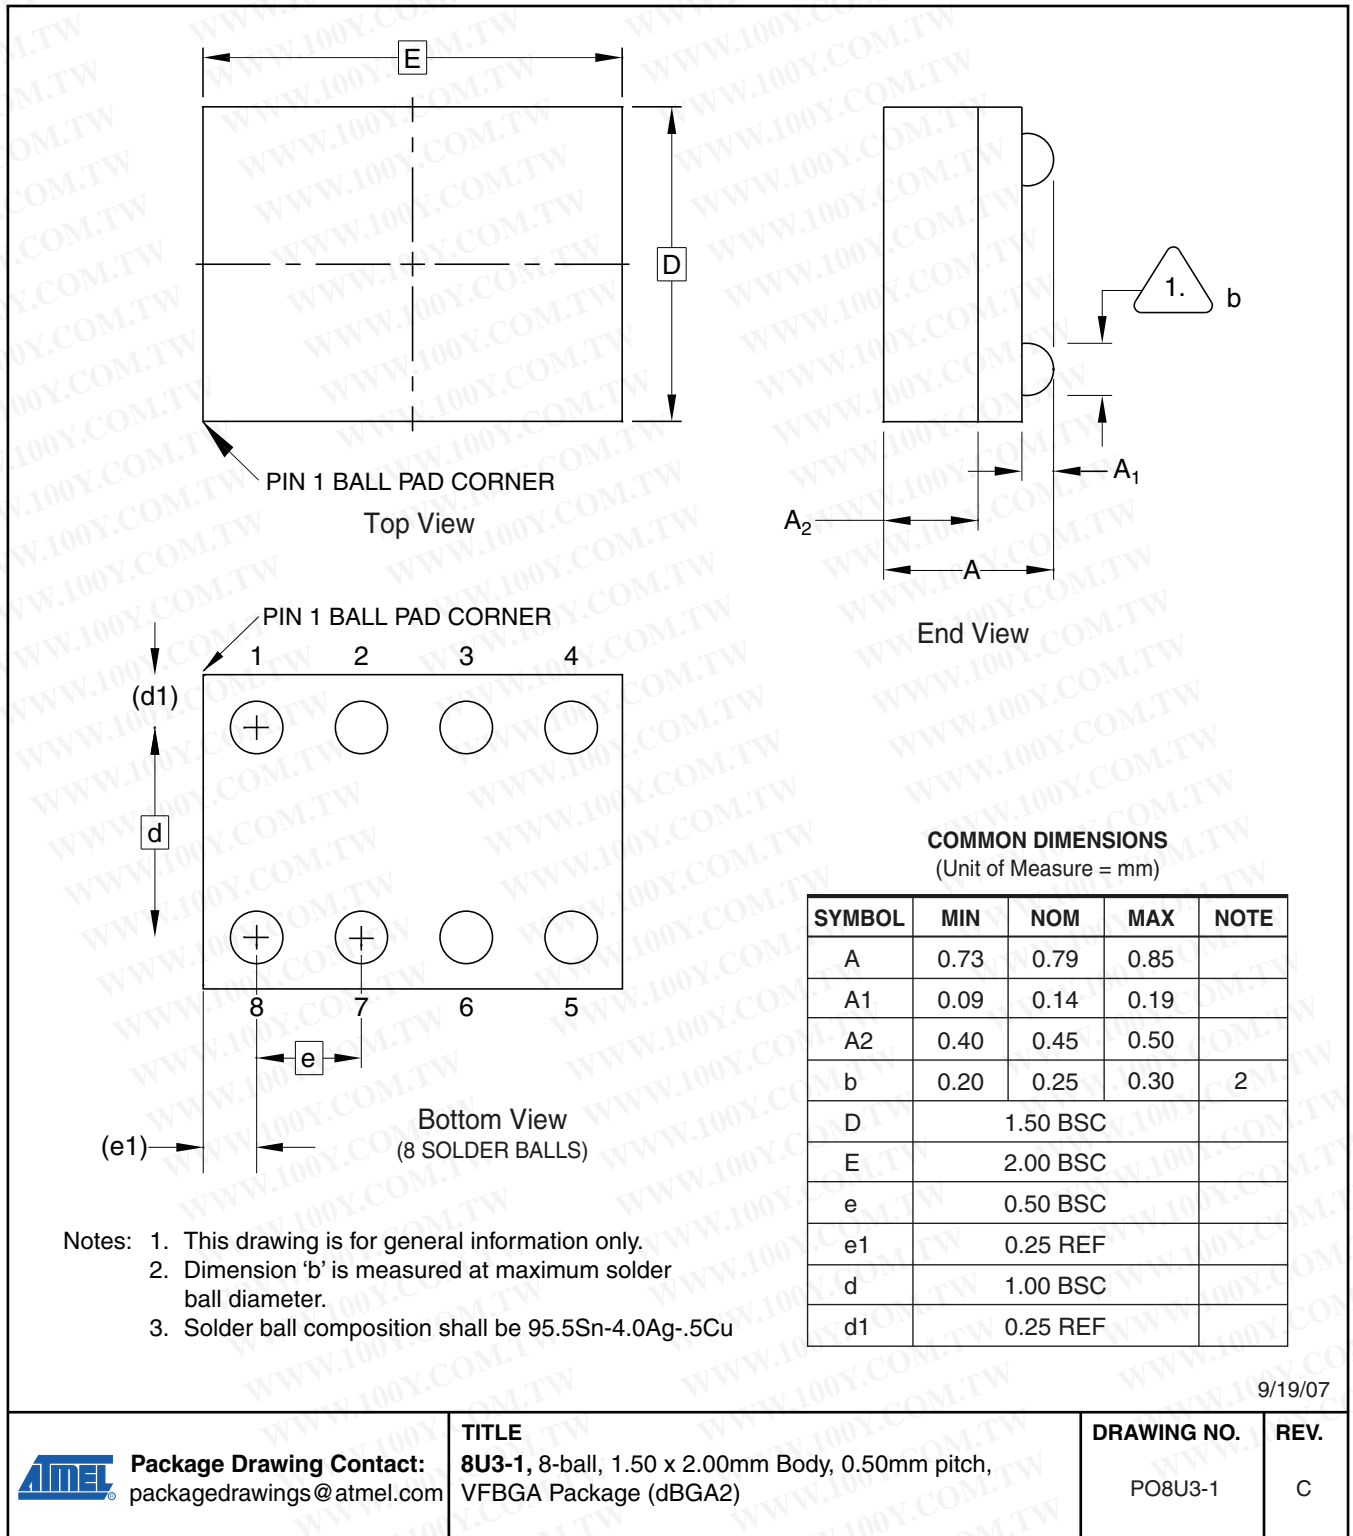 E
D
1.
b
PIN 1 BALL PAD CORNER
A1
Top View
A2
A
End View
PIN 1 BALL PAD CORNER
1 2 3 4
(d1)
d
8 7 6 5
e
Bottom View
(e1)
(8 SOLDER BALLS)
COMMON DIMENSIONS
(Unit of Measure = mm)
SYMBOL MIN NOM MAX NOTE
A 0.73 0.79 0.85
A1 0.09 0.14 0.19
A2 0.40 0.45 0.50
b 0.20 0.25 0.30 2
D 1.50 BSC
E 2.00 BSC
e 0.50 BSC
e1 0.25 REF
d 1.00 BSC
d1 0.25 REF
Notes: 1. This drawing is for general information only.
2. Dimension ‘b’ is measured at maximum solder
ball diameter.
3. Solder ball composition shall be 95.5Sn-4.0Ag-.5Cu
9/19/07
ATMEL
Package Drawing Contact:
packagedrawings@atmel.com
TITLE
8U3-1, 8-ball, 1.50 x 2.00mm Body, 0.50mm pitch,
VFBGA Package (dBGA2)
DRAWING NO.
PO8U3-1
REV.
C
WWW.100Y.COM.TW